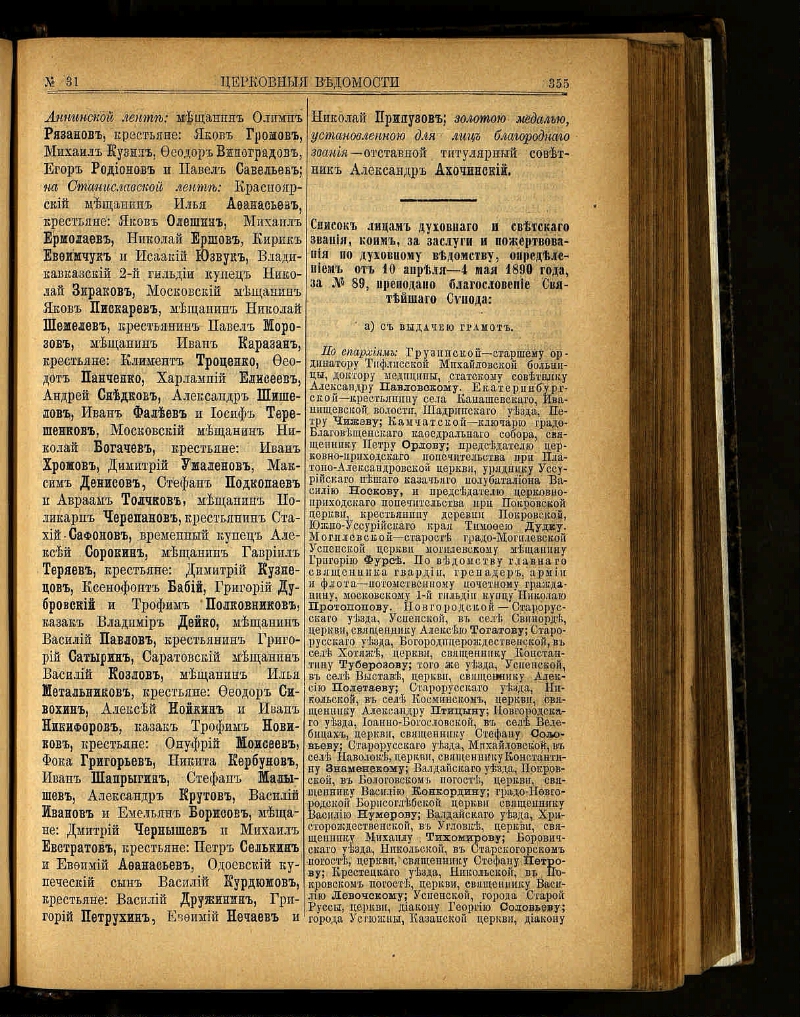 № 31 ЦЕРКОВНЫЯ ВѢДОМОСТИ 355
Аннинской лентѣ: мѣщанинъ Олимпъ
Рязановъ, крестьяне: Яковъ Громовъ,
Михаилъ Кузилъ, Ѳеодоръ Виноградовъ,
Егоръ Родіоновъ и Павелъ Савельевъ;
на Станиславской лентѣ: Краснояр-
скій мѣщанинъ Илья Аѳанасьевъ,
крестьяне: Яковъ Олешинъ, Михаилъ
Ермолаевъ, Николай Ершовъ, Кирикъ
Евѳимчукъ и Исаакій Юзвукъ, Влади-
кавказскій 2-й гильдіи купецъ Нико-
лай Зираковъ, Московскій мѣщанинъ
Яковъ Пискаревъ, мѣщанинъ Николай
Шемелевъ, крестьянинъ Павелъ Моро-
зовъ, мѣщанинъ Иванъ Каразанъ,
крестьяне: Климентъ Троценко, Ѳео-
дотъ Панченко, Харлампій Елисеевъ,
Андрей Снѣдковъ, Александръ Шише-
ловъ, Иванъ Фалѣевъ и Іосифъ Тере-
шенковъ, Московскій мѣщанинъ Ни-
колай Богачевъ, крестьяне: Иванъ
Хромовъ, Димитрій Ужаленовъ, Мак-
симъ Денисовъ, Стефанъ Подкопаевъ
и Авраамъ Толчковъ, мѣщанинъ По-
ликарпъ Черепановъ, крестьянинъ Ста-
хій Сафоновъ, временный купецъ Але-
ксѣй Сорокинъ, мѣщанинъ Гавріилъ
Теряевъ, крестьяне: Димитрій Кузне-
цовъ, Ксенофонтъ Бабій, Григорій Ду-
бровскій и Трофимъ Полковниковъ,
казакъ Владиміръ Дейко, мѣщанинъ
Василій Павловъ, крестьянинъ Григо-
рій Сатыринъ, Саратовскій мѣщанинъ
Василій Козловъ, мѣщанинъ Илья
Метальниковъ, крестьяне: Ѳеодоръ Си-
вохинъ, Алексѣй Нойкинъ и Иванъ
Никифоровъ, казакъ Трофимъ Нови-
ковъ, крестьяне: Онуфрій Моисеевъ,
Фока Григорьевъ, Никита Кербуновъ,
Иванъ Шапрыгинъ, Стефанъ Малы-
шевъ, Александръ Крутовъ, Василій
Ивановъ и Емельянъ Борисовъ, мѣща-
не: Дмитрій Чернышевъ и Михаилъ
Евстратовъ, крестьяне: Петръ Селькинъ
и Евѳимій Аѳанасьевъ, Одоевскій ку-
печескій сынъ Василій Курдюмовъ,
крестьяне: Василій Дружининъ, Гри-
горій Петрухинъ, Евѳимій Нечаевъ и
Николай Припузовъ; золотою медалью,
установленною для лицъ благороднаго
званія—отставной титулярный совѣт-
никъ Александръ Ахочинскій.
Списокъ лицамъ духовнаго и свѣтскаго
званія, коимъ, за заслуги и пожертвова-
нія по духовному вѣдомству, опредѣле-
ніемъ отъ 10 апрѣля—4 мая 1890 года,
за № 89, преподано благословеніе Свя-
тѣйшаго Сѵнода:
а) съ выдачею грамотъ.
По епархіямъ: Грузинской—старшему ор-
динатору Тифлисской Михайловской больни-
цы, доктору медицины, статскому совѣтнику
Александру Павловскому. Екатеринбург-
ской—крестьянину села Канашевскаго, Ива-
нищевской волости, Шадринскаго уѣзда, Пе-
тру Чижову; Камчатской—ключарю градо-
Благовѣщенскаго каѳедральнаго собора, свя-
щеннику Петру Орлову; предсѣдателю цер-
ковно-приходскаго попечительства при Пла-
тоно-Александровской церкви, уряднику Уссу-
рійскаго пѣшаго казачьяго полубаталіона Ва-
силію Носкову, и предсѣдателю церковно-
приходскаго попечительства при Покровской
церкви, крестьянину деревни Покровской,
Южно-Уссурійскаго края Тимоѳею Дудку.
Могилевской—старостѣ градо-Могилевской
Успенской церкви могилевскому мѣщанину
Григорію Фурсѣ. По вѣдомству главнаго
священника гвардіи, гренадеръ, арміи
и флота—потомственному почетному гражда-
нину, московскому 1-й гильдіи купцу Николаю
Протопопову. Новгородской—Старорус-
скаго уѣзда, Успенской, въ селѣ Свинордѣ,
церкви, священнику Алексѣю Тогатову; Старо-
русскаго уѣзда, Богородицерождественской, въ
селѣ Хотяжѣ, церкви, священнику Констан-
тину Туберозову; того же уѣзда, Успенской,
въ селѣ Выставѣ, церкви, священнику Алек-
сію Полетаеву; Старорусскаго уѣзда, Ни-
кольской, въ селѣ Косминскомъ, церкви, свя-
щеннику Александру Птицыну; Новгородска-
го уѣзда, Іоанно-Богословской, въ селѣ Веле-
бицахъ, церкви, священнику Стефану Соло-
вьеву; Старорусскаго уѣзда, Михайловской, въ
селѣ Наволокѣ, церкви, священнику Константи-
ну Знаменскому; Валдайскаго уѣзда, Покров-
ской, въ Бологовскомъ погостѣ, церкви, свя-
щеннику Василію Конкордину; градо-Новго-
родской Борисоглѣбской церкви священнику
Василію Нумерову; Валдайскаго уѣзда, Хри-
сторождественской, въ Угловкѣ, церкви, свя-
щеннику Михаилу Тихомирову; Борович-
скаго уѣзда, Никольской, въ Старскогорскомъ
погостѣ, церкви, священнику Стефану Петро-
ву; Крестецкаго уѣзда, Никольской, въ По-
кровскомъ погостѣ, церкви, священнику Васи-
лію Левочскому; Успенской, города Старой
Руссы, церкви, діакону Георгію Соловьеву;
города Устюжны, Казанской церкви, діакону